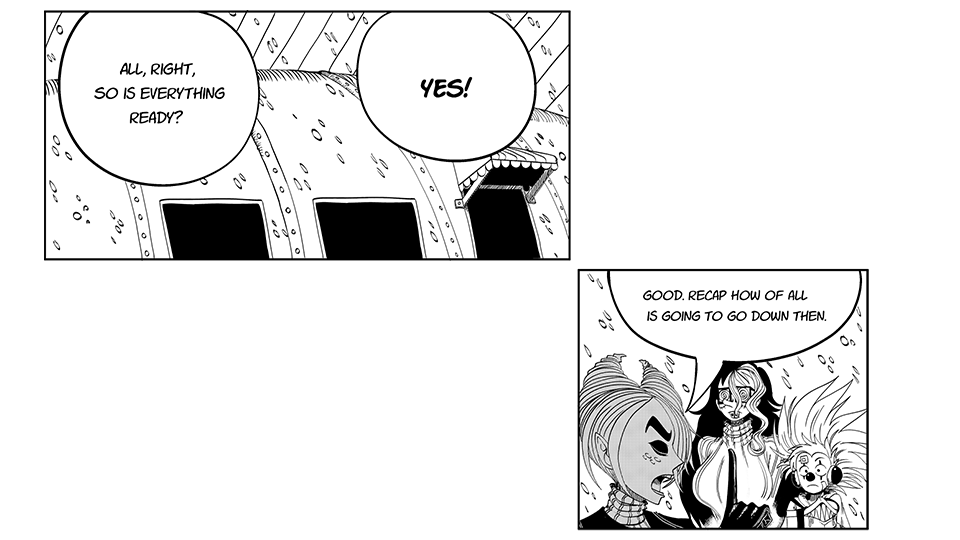 ALL, RIGHT,
SO IS EVERYTHING
READY?
YES!
GOOD. RECAP HOW OF ALL
IS GOING TO GO DOWN THEN.